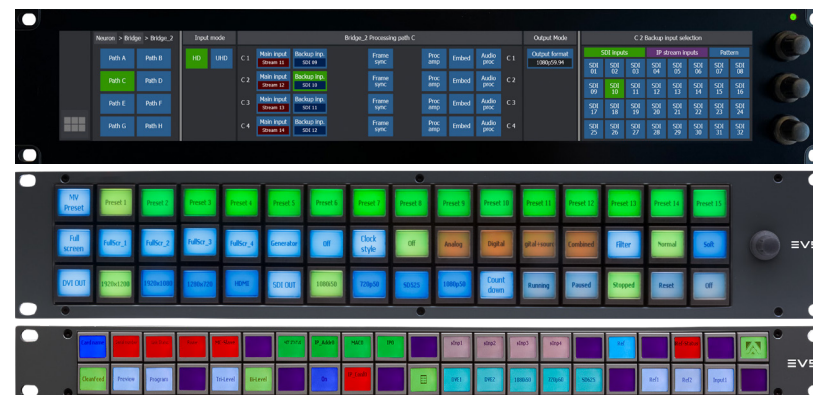 Neuron > Bridge > Bridge_2
Input mode
Bridge_2 Processing path C
Output Mode
C 2 Backup input selection
Path A
Path B
HD
UHD
C 1
Main input
Stream 11
Backup inp.
SDI 09
Frame
sync
Proc
amp
Embed
Audio
proc
C 1
Output format
1080p59.94
SDI inputs
IP stream inputs
Pattern
Path C
Path D
C 2
Main input
Stream 12
Backup inp.
SDI 10
Frame
sync
Proc
amp
Embed
Audio
proc
C 2
SDI 01
SDI 02
SDI 03
SDI 04
SDI 05
SDI 06
SDI 07
SDI 08
SDI 09
SDI 10
SDI 11
SDI 12
SDI 13
SDI 14
SDI 15
SDI 16
Path E
Path F
C 3
Main input
Stream 13
Backup inp.
SDI 11
Frame
sync
Proc
amp
Embed
Audio
proc
C 3
SDI 17
SDI 18
SDI 19
SDI 20
SDI 21
SDI 22
SDI 23
SDI 24
Path G
Path H
C 4
Main input
Stream 14
Backup inp.
SDI 12
Frame
sync
Proc
amp
Embed
Audio
proc
C 4
SDI 25
SDI 26
SDI 27
SDI 28
SDI 29
SDI 30
SDI 31
SDI 32
MV
Preset
Preset 1
Preset 2
Preset 3
Preset 4
Preset 5
Preset 6
Preset 7
Preset 8
Preset 9
Preset 10
Preset 11
Preset 12
Preset 13
Preset 14
Preset 15
Full
screen
FullScr_1
FullScr_2
FullScr_3
FullScr_4
Generator
Off
Clock
style
Off
Analog
Digital
Combined
Filter
Normal
Soft
EVS
DVE OUT
1920x1200
1920x1080
1280x720
HDMI
SDI OUT
1080i50
720p50
SD525
1080p50
Count
down
Running
Paused
Stopped
Reset
Off
IP_Addrs
MACs
xInp1
xInp2
xInp3
xInp4
EVS
CleanFeed
Preview
Program
Tri-Level
Bi-Level
On
DVE2
1080i60
720p60
SD625
Ref1
Ref2
Input1